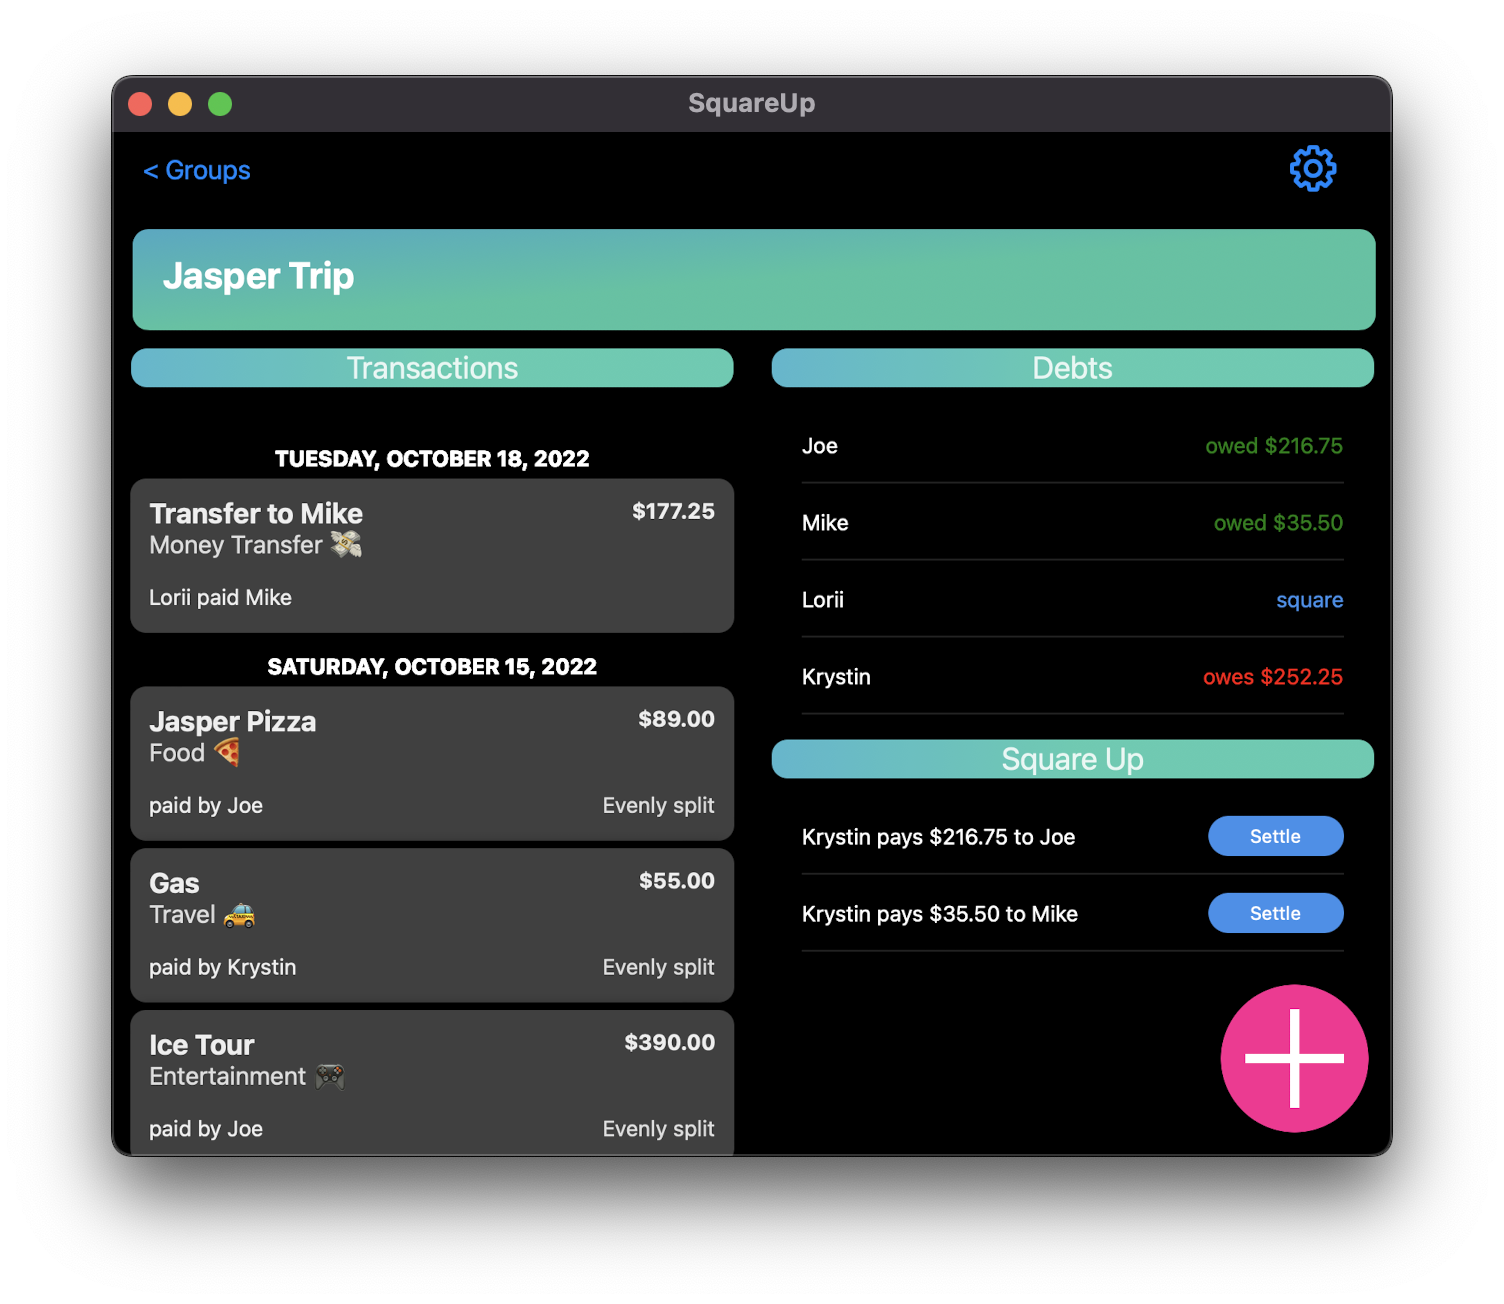 SquareUp
< Groups
Jasper Trip
Transactions
TUESDAY, OCTOBER 18, 2022
Transfer to Mike
$177.25
Money Transfer 💸
Lorii paid Mike
SATURDAY, OCTOBER 15, 2022
Jasper Pizza
$89.00
Food 🍕
paid by Joe
Evenly split
Gas
$55.00
Travel 🚕
paid by Krystin
Evenly split
Ice Tour
$390.00
Entertainment 🎮
paid by Joe
Evenly split
Debts
Joe
owed $216.75
Mike
owed $35.50
Lorii
square
Krystin
owes $252.25
Square Up
Krystin pays $216.75 to Joe
Settle
Krystin pays $35.50 to Mike
Settle